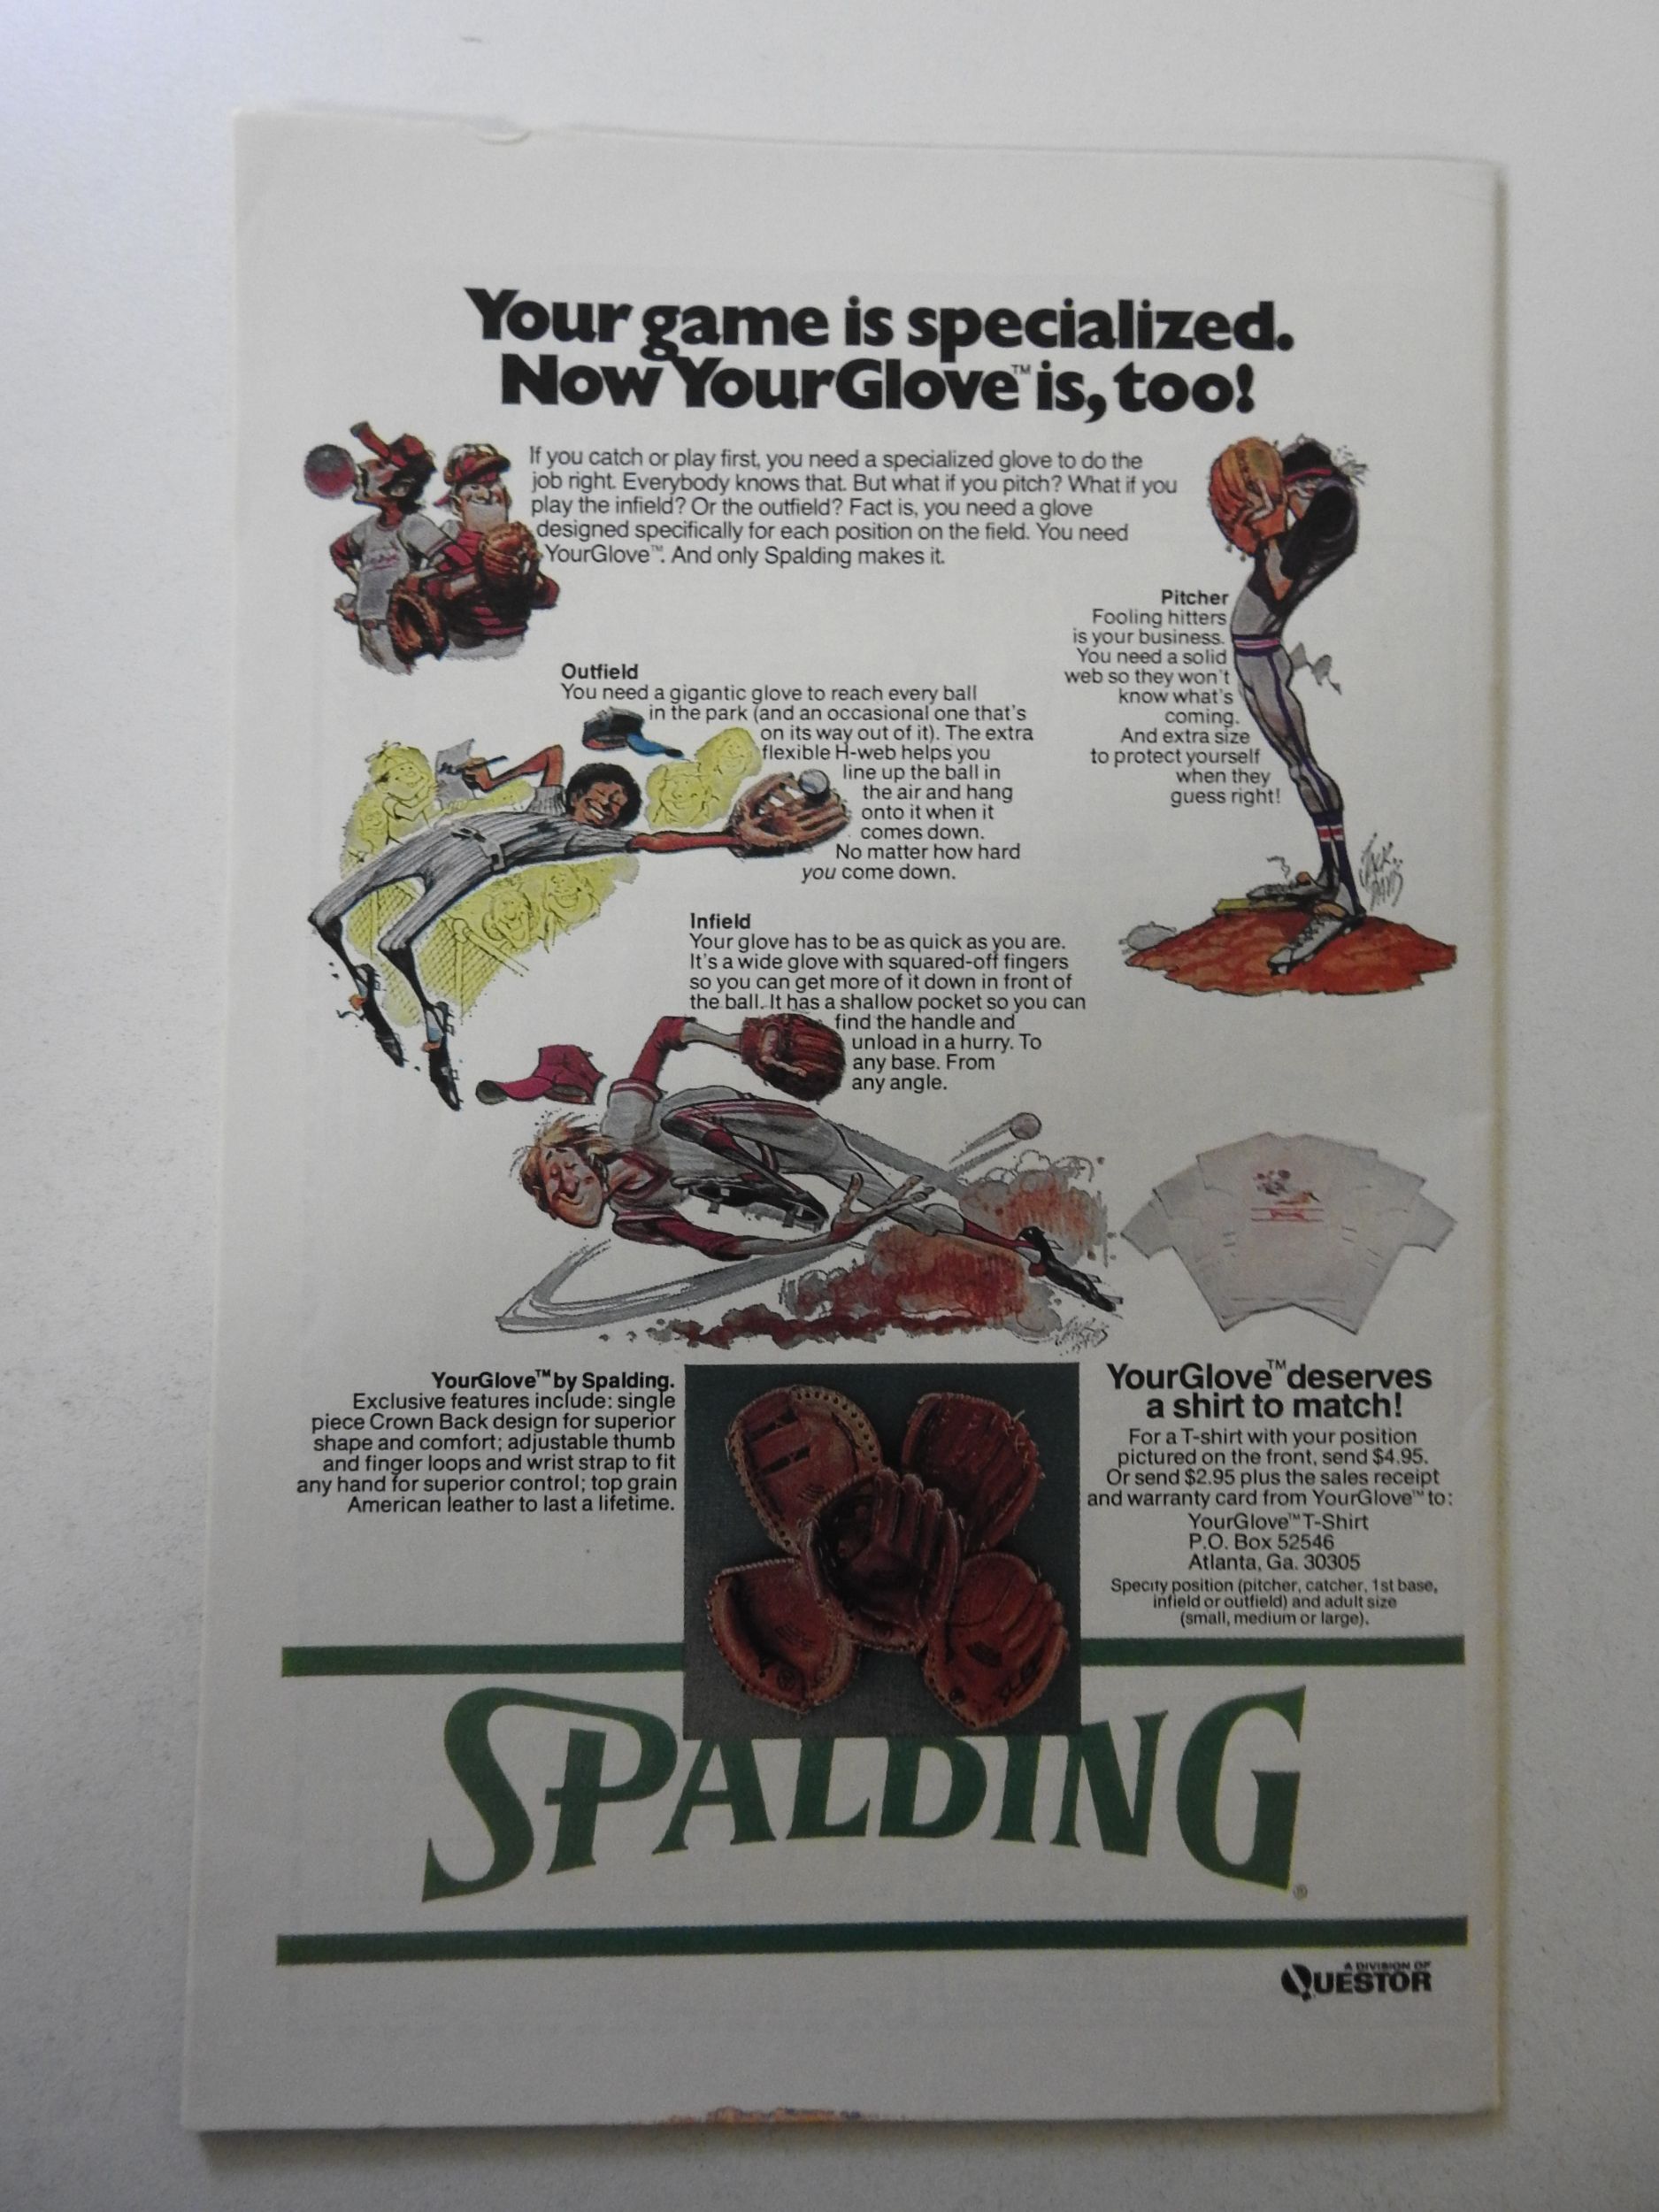 Your game is specialized.
Now YourGlove™ is, too!
If you catch or play first, you need a specialized glove to do the
job right. Everybody knows that. But what if you pitch? What if you
play the infield? Or the outfield? Fact is, you need a glove
designed specifically for each position on the field. You need
YourGlove™. And only Spalding makes it.
Pitcher
Fooling hitters
is your business.
You need a solid
web so they won't
know what's
coming.
And extra size
to protect yourself
when they
guess right!
Outfield
You need a gigantic glove to reach every ball
in the park (and an occasional one that's
on its way out of it). The extra
flexible H-web helps you
line up the ball in
the air and hang
onto it when it
comes down.
No matter how hard
you come down.
JACK
DAVIS
Infield
Your glove has to be as quick as you are.
It's a wide glove with squared-off fingers
so you can get more of it down in front of
the ball. It has a shallow pocket so you can
find the handle and
unload in a hurry. To
any base. From
any angle.
YourGlove™ by Spalding.
Exclusive features include: single
piece Crown Back design for superior
shape and comfort; adjustable thumb
and finger loops and wrist strap to fit
any hand for superior control; top grain
American leather to last a lifetime.
YourGlove™ deserves
a shirt to match!
For a T-shirt with your position
pictured on the front, send $4.95.
Or send $2.95 plus the sales receipt
and warranty card from YourGlove™ to:
YourGlove™ T-Shirt
P.O. Box 52546
Atlanta, Ga. 30305
Specify position (pitcher, catcher, 1st base,
infield or outfield) and adult size
(small, medium or large).
SPALDING®
A DIVISION OF
QUESTOR